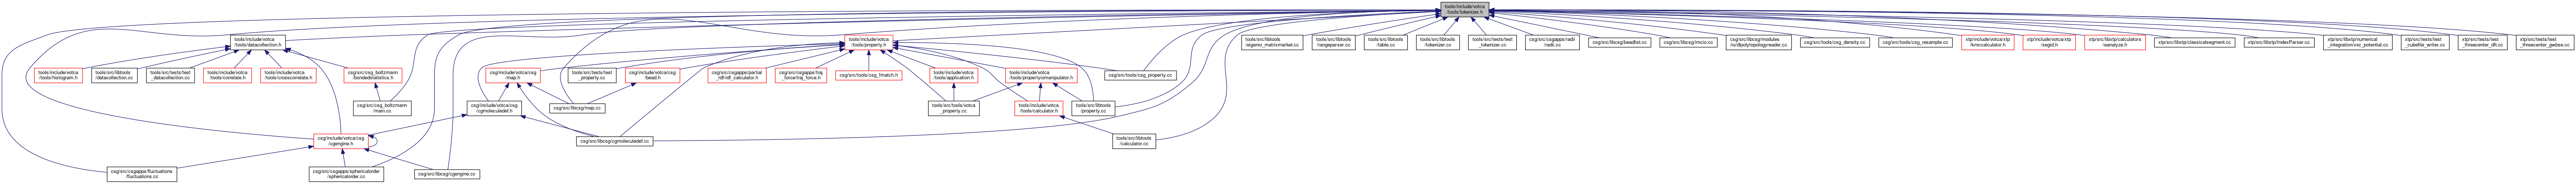 tools/include/votca
/tools/tokenizer.h
tools/include/votca
/tools/datacollection.h
tools/include/votca
/tools/property.h
tools/src/libtools
/eigenio_matrixmarket.cc
tools/src/libtools
/rangeparser.cc
tools/src/libtools
/table.cc
tools/src/libtools
/tokenizer.cc
tools/src/tests/test
_tokenizer.cc
csg/src/csgapps/radii
/radii.cc
csg/src/libcsg/beadlist.cc
csg/src/libcsg/nncio.cc
csg/src/libcsg/modules
/io/dlpolytopologyreader.cc
csg/src/tools/csg_density.cc
csg/src/tools/csg_resample.cc
xtp/include/votca/xtp
/kmccalculator.h
xtp/include/votca/xtp
/segid.h
xtp/src/libxtp/calculators
/eanalyze.h
xtp/src/libxtp/classicalsegment.cc
xtp/src/libxtp/IndexParser.cc
xtp/src/libxtp/numerical
_integration/vxc_potential.cc
xtp/src/tests/test
_cubefile_writer.cc
xtp/src/tests/test
_threecenter_dft.cc
xtp/src/tests/test
_threecenter_gwbse.cc
tools/include/votca
/tools/histogram.h
tools/src/libtools
/datacollection.cc
tools/src/tests/test
_datacollection.cc
tools/include/votca
/tools/correlate.h
tools/include/votca
/tools/crosscorrelate.h
csg/src/csg_boltzmann
/bondedstatistics.h
csg/include/votca/csg
/map.h
tools/src/tests/test
_property.cc
csg/include/votca/csg
/bead.h
csg/src/csgapps/partial
_rdf/rdf_calculator.h
csg/src/csgapps/traj
_force/traj_force.h
csg/src/tools/csg_fmatch.h
tools/include/votca
/tools/application.h
tools/include/votca
/tools/propertyiomanipulator.h
csg/src/tools/csg_property.cc
csg/src/csg_boltzmann
/main.cc
csg/include/votca/csg
/cgmoleculedef.h
csg/src/libcsg/map.cc
tools/src/tools/votca
_property.cc
tools/include/votca
/tools/calculator.h
tools/src/libtools
/property.cc
csg/include/votca/csg
/cgengine.h
csg/src/libcsg/cgmoleculedef.cc
tools/src/libtools
/calculator.cc
csg/src/csgapps/fluctuations
/fluctuations.cc
csg/src/csgapps/sphericalorder
/sphericalorder.cc
csg/src/libcsg/cgengine.cc